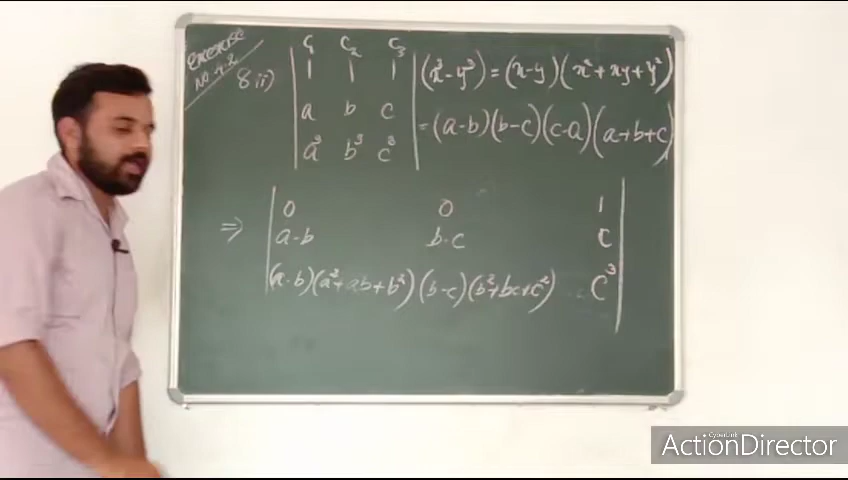 Exercise
No. 4.2
8 ii) | C₁ C₂ C₃
| 1 1 1 | (x³-y³) = (x-y)(x²+xy+y²)
| a b c | = (a-b)(b-c)(c-a)(a+b+c)
| a³ b³ c³ |
⇒ | 0 0 1 |
| a-b b-c c |
| (a-b)(a²+ab+b²) (b-c)(b²+bc+c²) c³ |
CyberLink
ActionDirector